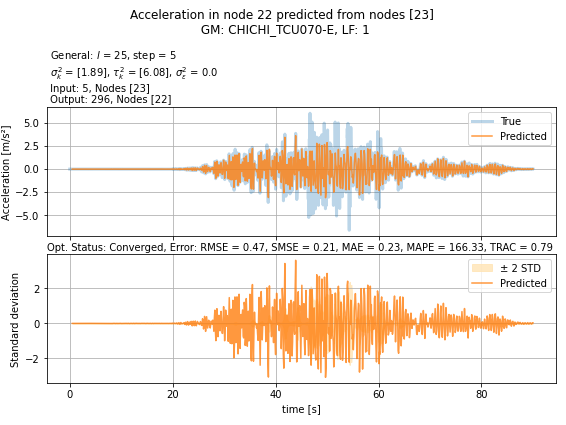 Acceleration in node 22 predicted from nodes [23]
GM: CHICHI_TCU070-E, LF: 1
General: l = 25, step = 5
σ²ₖ = [1.89], τ²ₖ = [6.08], σ²ε = 0.0
Input: 5, Nodes [23]
Output: 296, Nodes [22]
Acceleration [m/s²]
5.0
2.5
0.0
−2.5
−5.0
True
Predicted
Opt. Status: Converged, Error: RMSE = 0.47, SMSE = 0.21, MAE = 0.23, MAPE = 166.33, TRAC = 0.79
Standard deviation
2
0
−2
± 2 STD
Predicted
0 20 40 60 80
time [s]